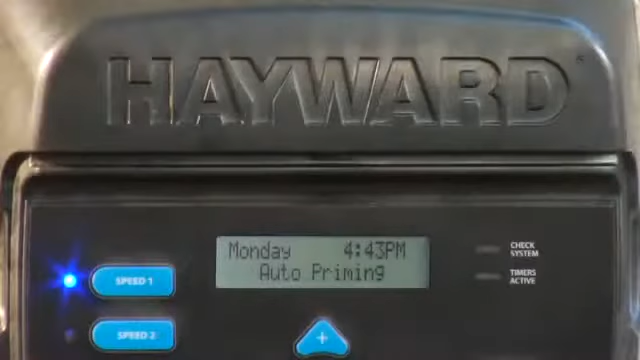 HAYWARD
Monday 4:43PM
Auto Priming
CHECK
SYSTEM
TIMERS
ACTIVE
SPEED 1
SPEED 2
+